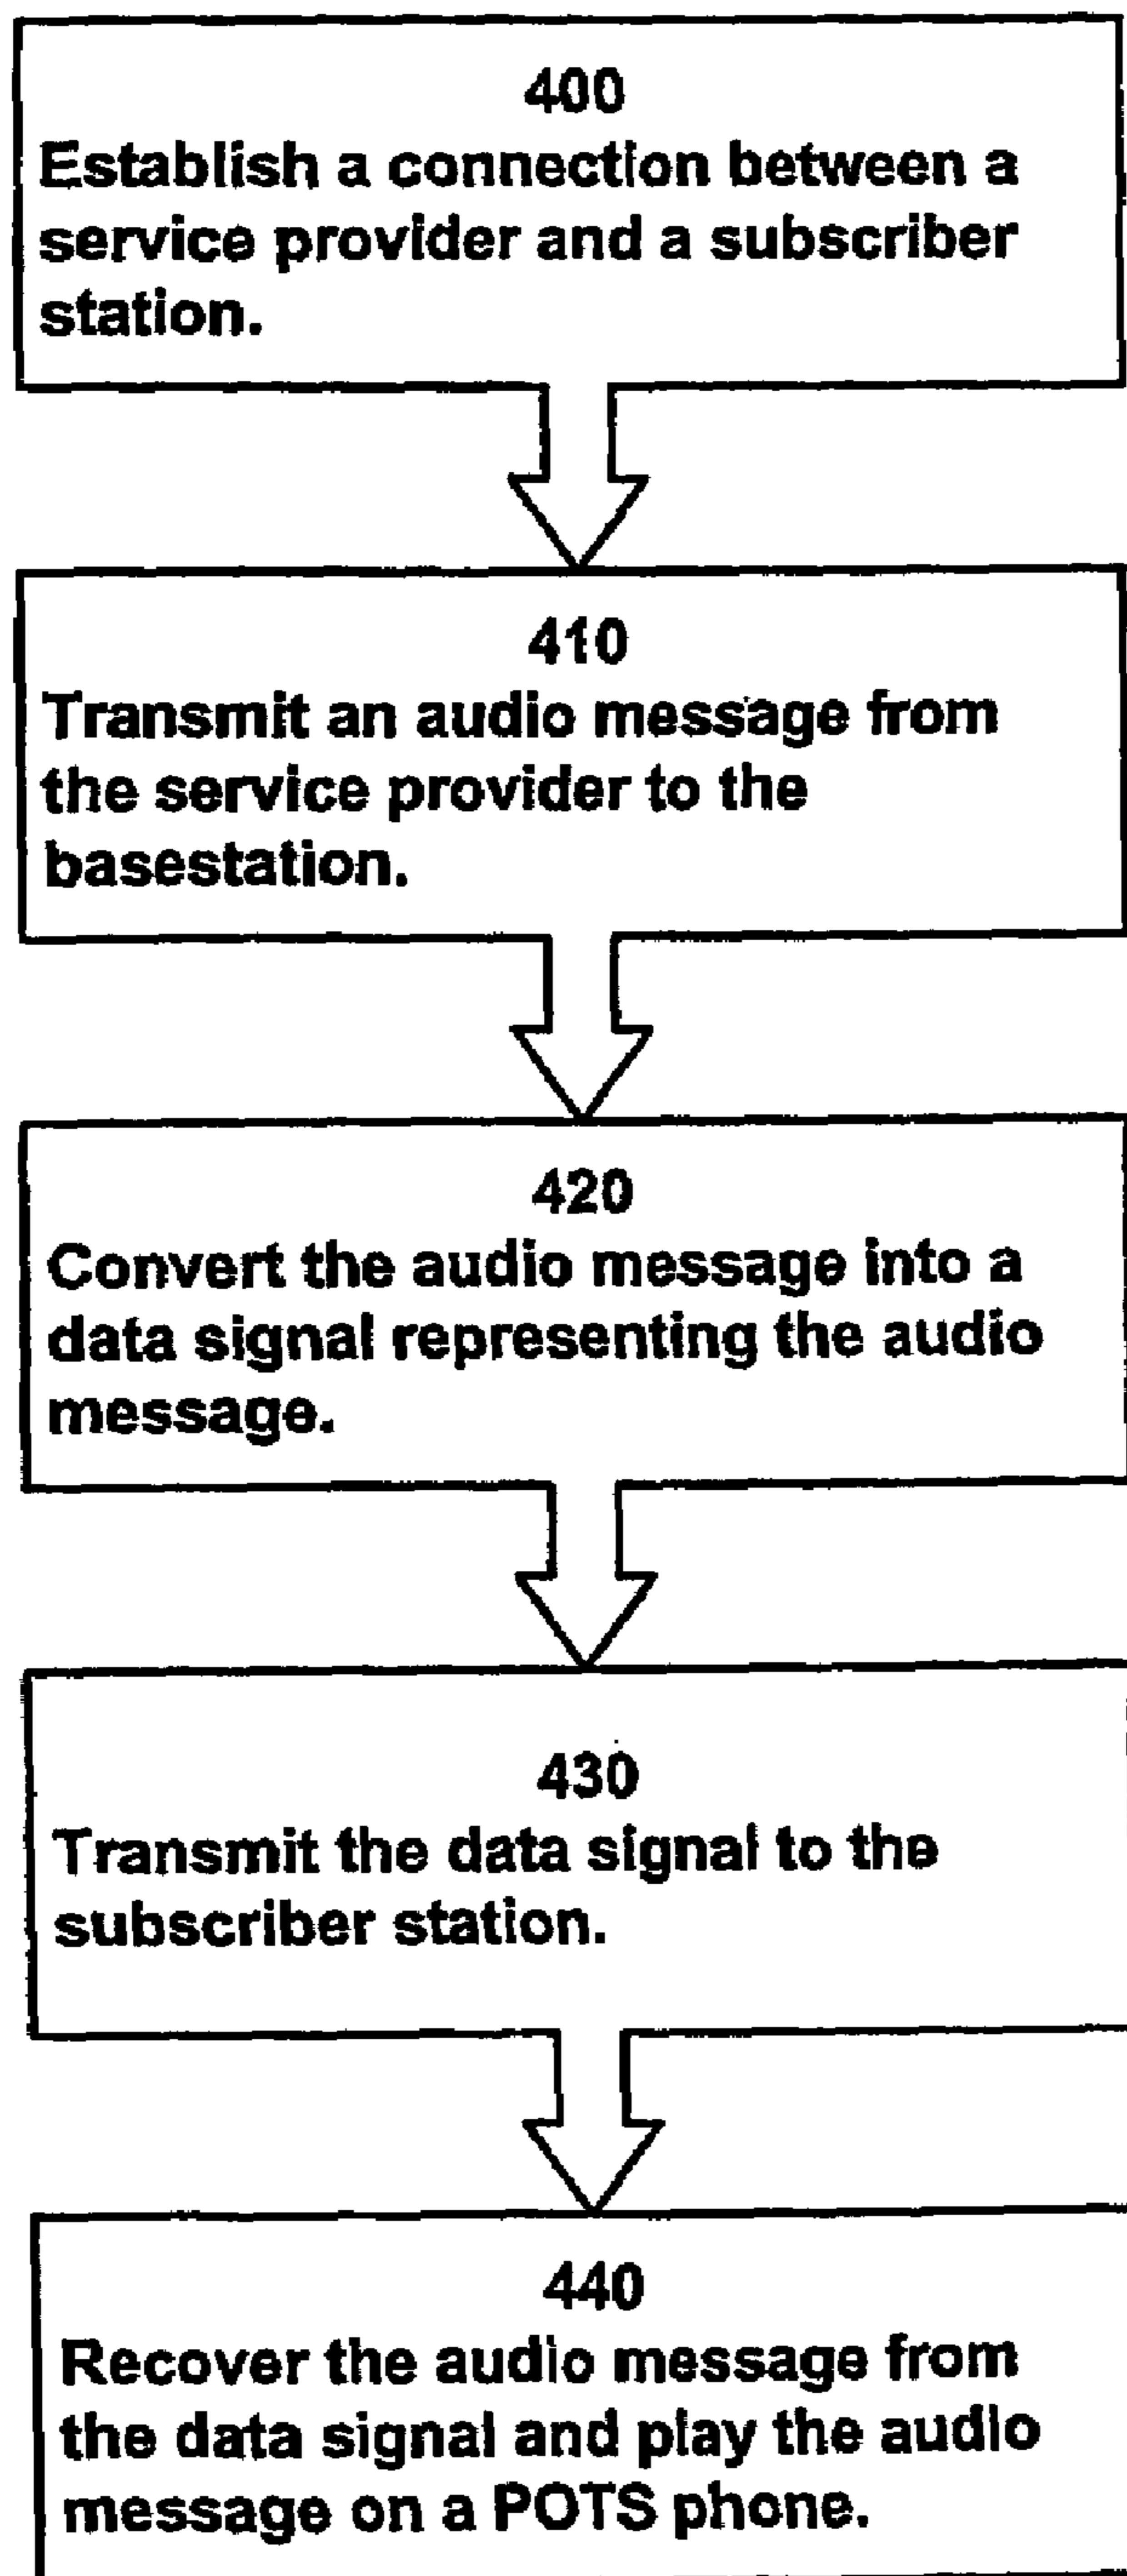 400
Establish a connection between a
service provider and a subscriber
station.
410
Transmit an audio message from
the service provider to the
basestation.
420
Convert the audio message into a
data signal representing the audio
message.
430
Transmit the data signal to the
subscriber station.
440
Recover the audio message from
the data signal and play the audio
message on a POTS phone.